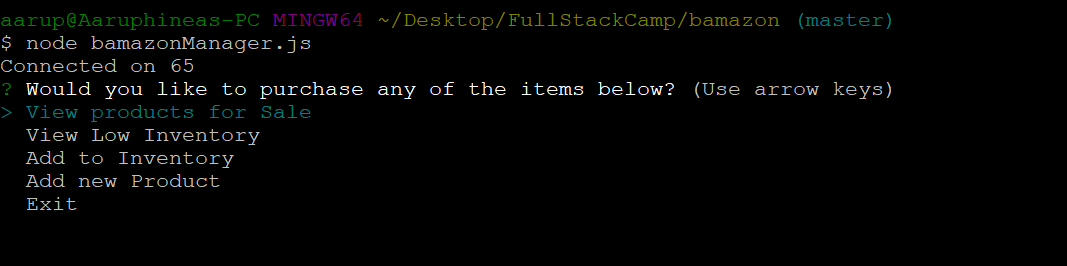 aarup@Aaruphineas-PC MINGW64 ~/Desktop/FullStackCamp/bamazon (master)
$ node bamazonManager.js
Connected on 65
? Would you like to purchase any of the items below? (Use arrow keys)
> View products for Sale
View Low Inventory
Add to Inventory
Add new Product
Exit